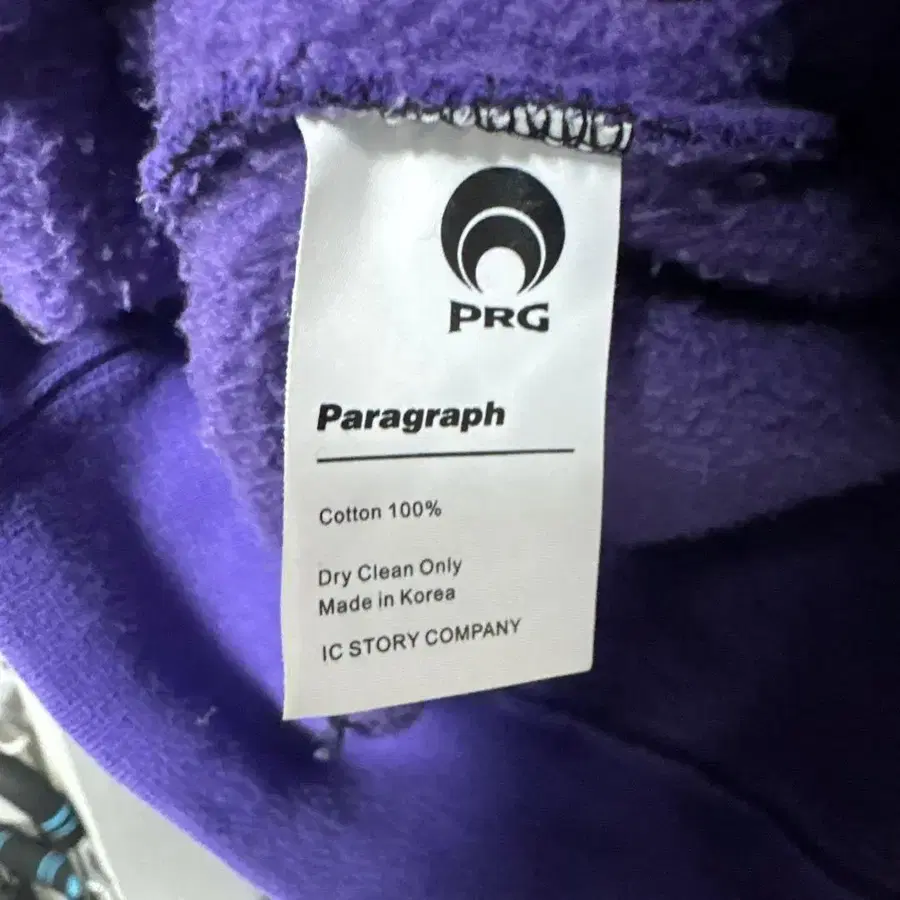 PRG
Paragraph
Cotton 100%
Dry Clean Only
Made in Korea
IC STORY COMPANY